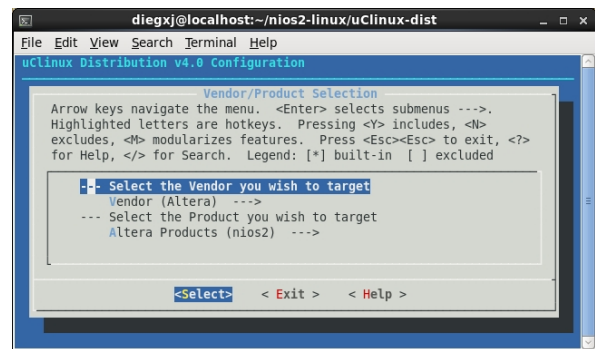 diegxj@localhost:~/nios2-linux/uClinux-dist
File Edit View Search Terminal Help
uClinux Distribution v4.0 Configuration
Vendor/Product Selection
Arrow keys navigate the menu. <Enter> selects submenus --->.
Highlighted letters are hotkeys. Pressing <Y> includes, <N>
excludes, <M> modularizes features. Press <Esc><Esc> to exit, <?>
for Help, </> for Search. Legend: [*] built-in [ ] excluded
--- Select the Vendor you wish to target
Vendor (Altera) --->
--- Select the Product you wish to target
Altera Products (nios2) --->
<Select> < Exit > < Help >